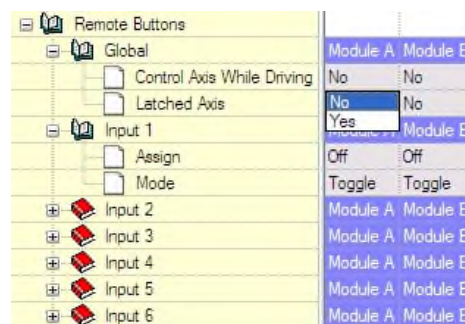 Remote Buttons
Global Module A Module B
Control Axis While Driving No No
Latched Axis No No
Yes
Input 1 Module B
Assign Off Off
Mode Toggle Toggle
Input 2 Module A Module B
Input 3 Module A Module B
Input 4 Module A Module B
Input 5 Module A Module B
Input 6 Module A Module B